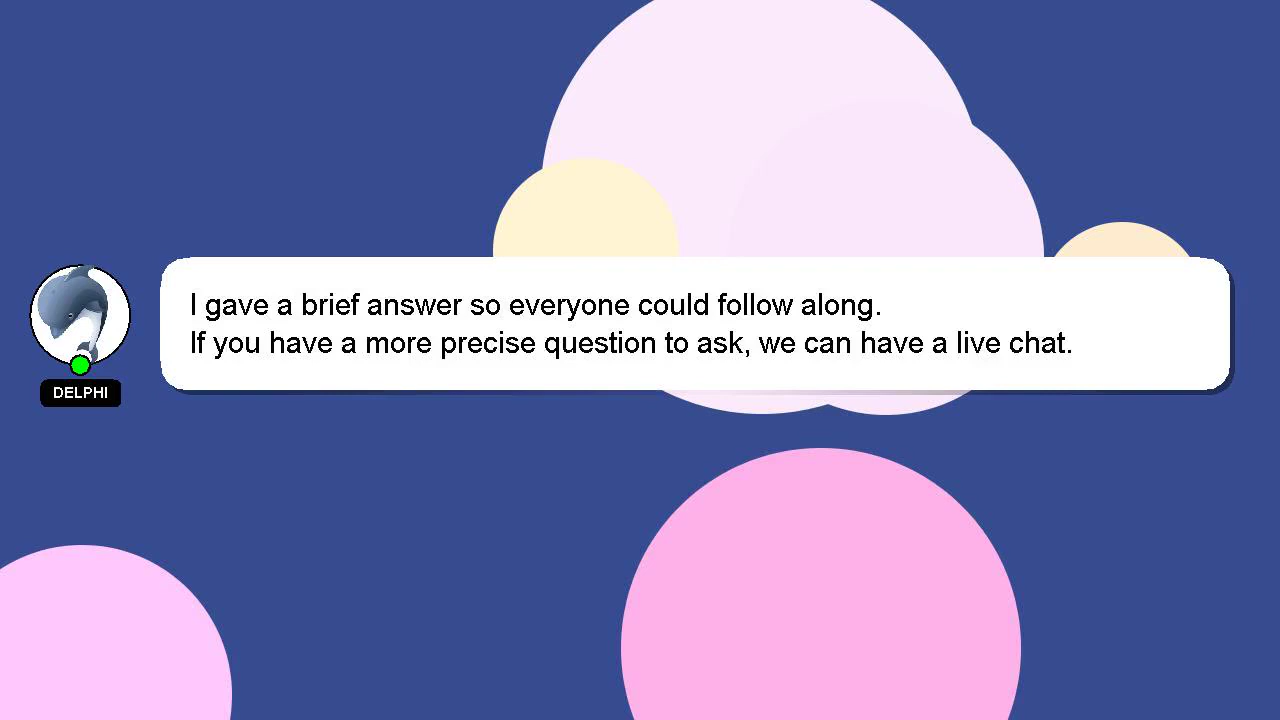 I gave a brief answer so everyone could follow along.
If you have a more precise question to ask, we can have a live chat.
DELPHI